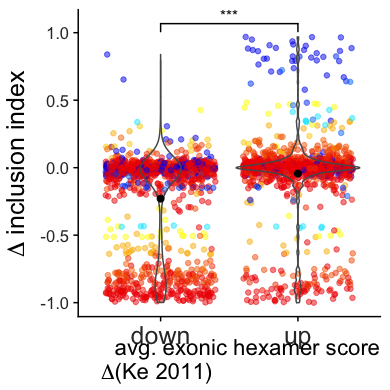 ***
1.0
0.5
0.0
-0.5
-1.0
Δ inclusion index
down up
avg. exonic hexamer score
Δ(Ke 2011)